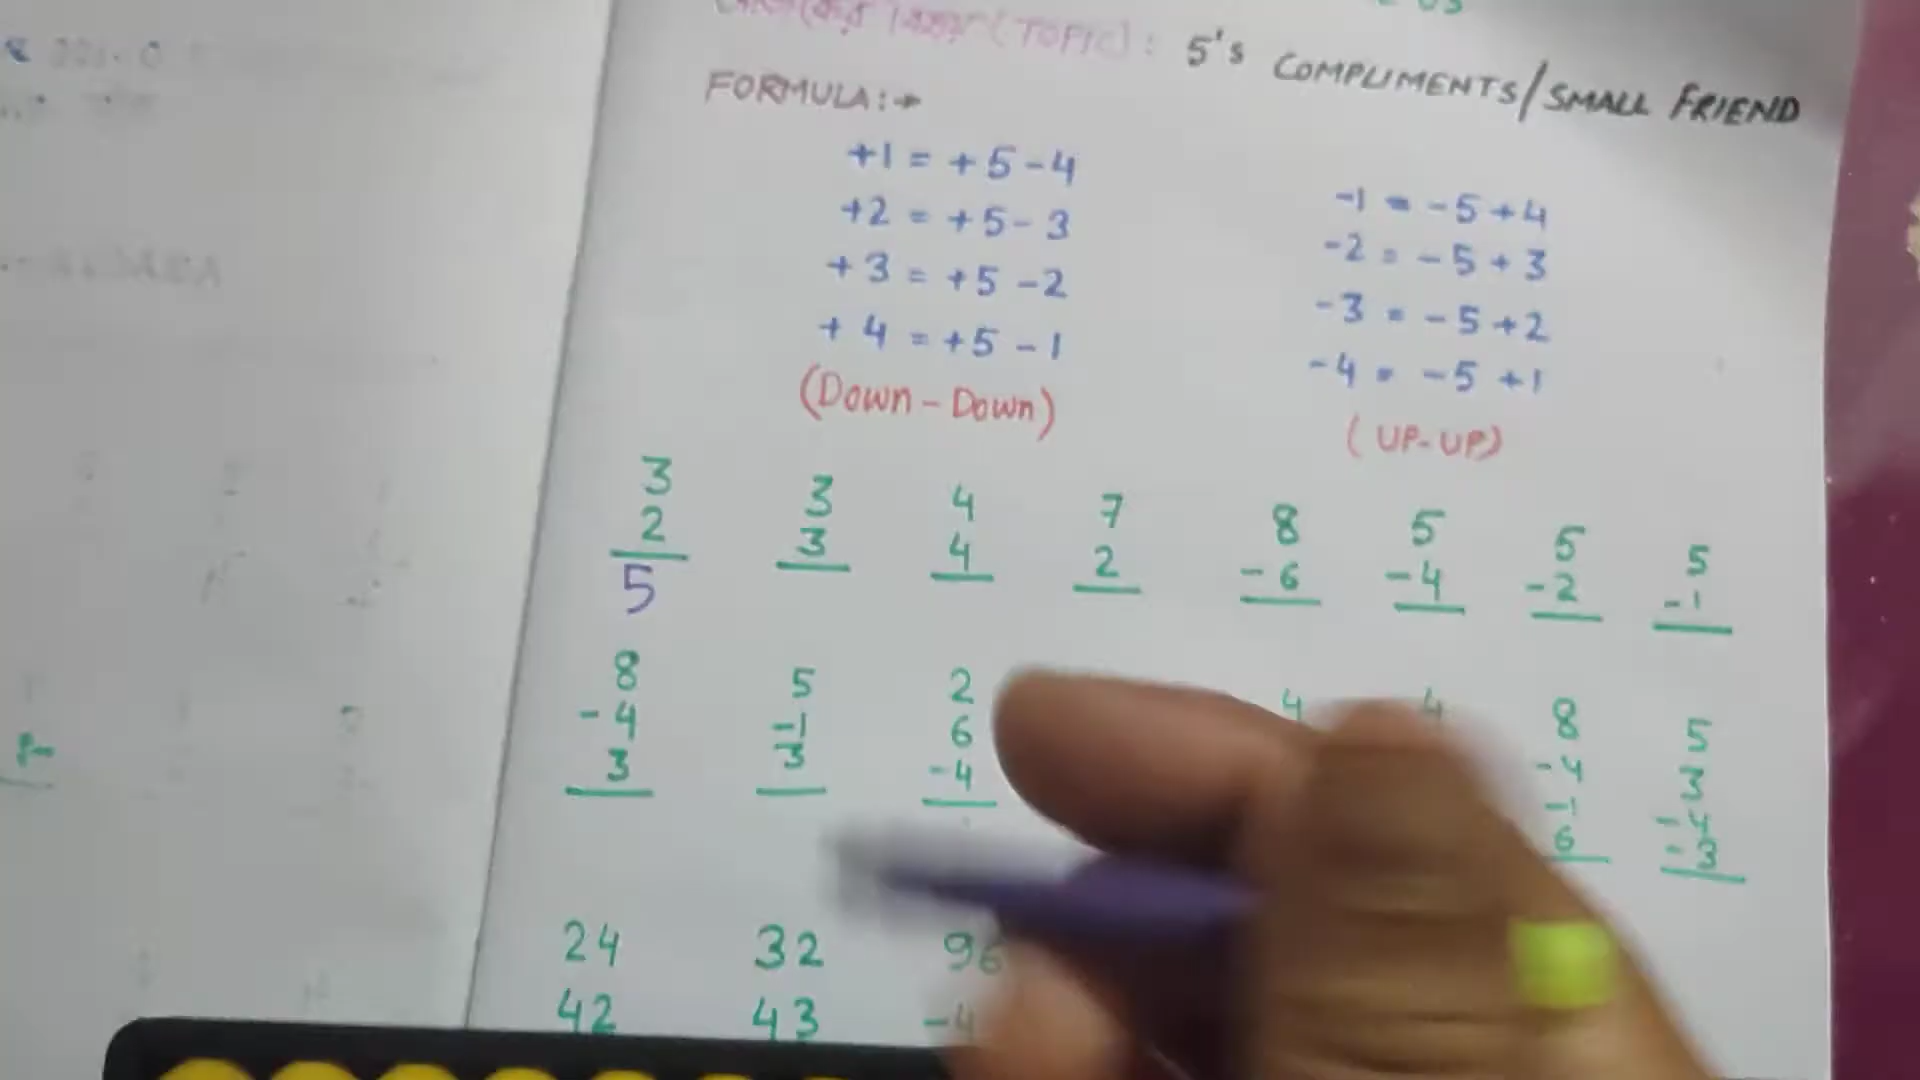 (TOPIC): 5's COMPLIMENTS/SMALL FRIEND
FORMULA:→
+1 = +5-4
+2 = +5-3
+3 = +5-2
+4 = +5-1
(Down-Down)
-1 = -5+4
-2 = -5+3
-3 = -5+2
-4 = -5+1
(UP-UP)
3 3 4 7 8 5 5 5
2 3 4 2 -6 -4 -2 -1
5
8 5 2 4 4 8 5
-4 -1 6 -4
3 3 -4 -1
6
24 32 96
42 43 -4